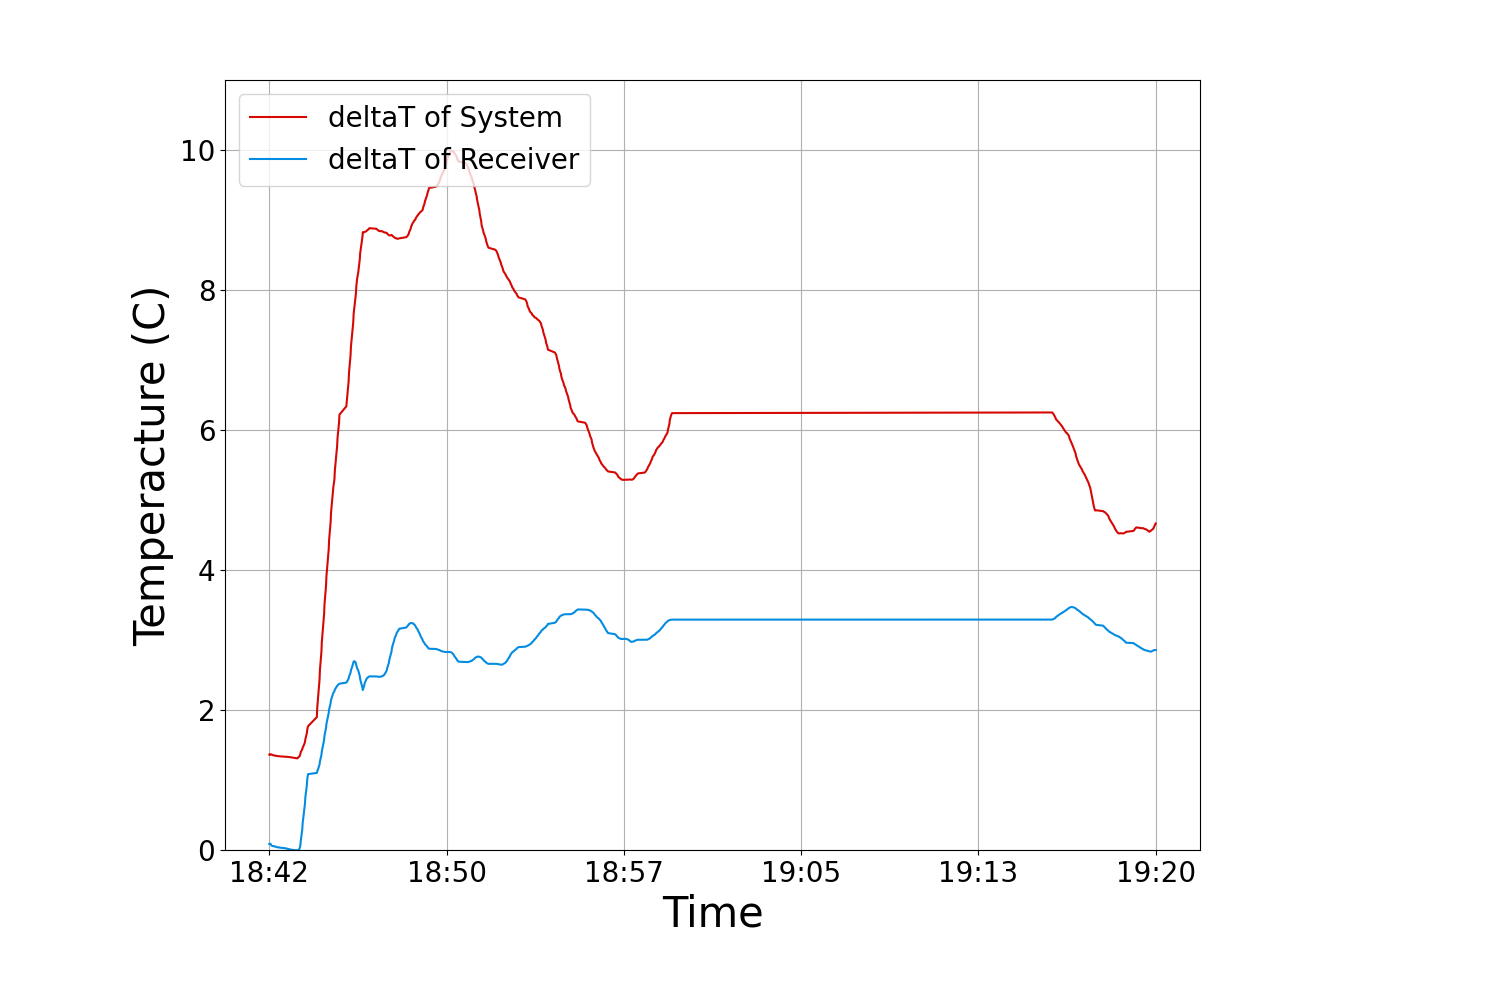 deltaT of System
deltaT of Receiver
10
8
6
4
2
0
Temperacture (C)
18:42 18:50 18:57 19:05 19:13 19:20
Time